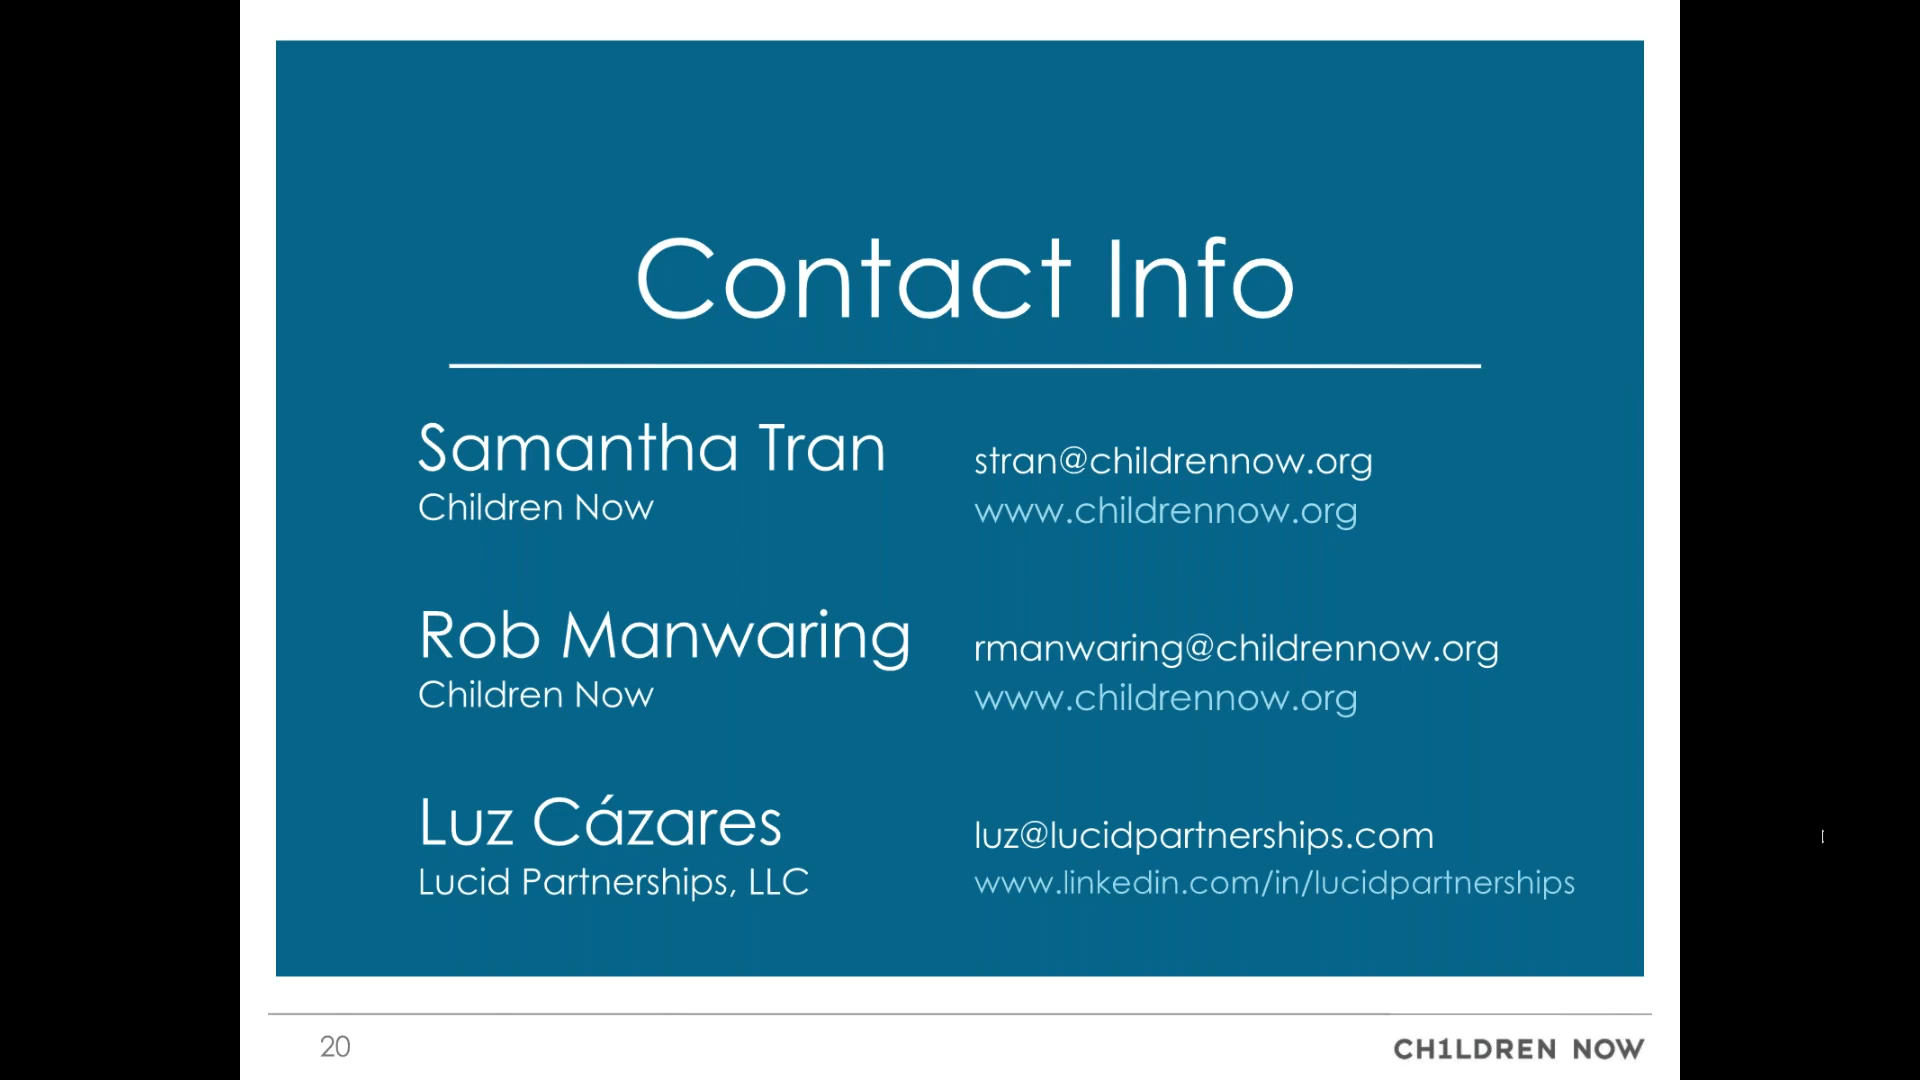 Contact Info
Samantha Tran
stran@childrennow.org
Children Now
www.childrennow.org
Rob Manwaring
rmanwaring@childrennow.org
Children Now
www.childrennow.org
Luz Cázares
luz@lucidpartnerships.com
Lucid Partnerships, LLC
www.linkedin.com/in/lucidpartnerships
20
CH1LDREN NOW